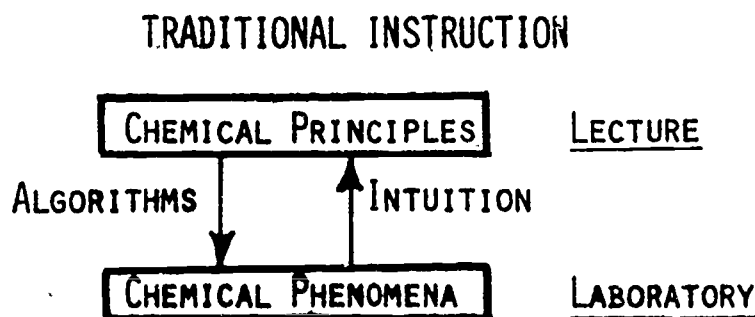 TRADITIONAL INSTRUCTION
CHEMICAL PRINCIPLES LECTURE
ALGORITHMS INTUITION
CHEMICAL PHENOMENA LABORATORY